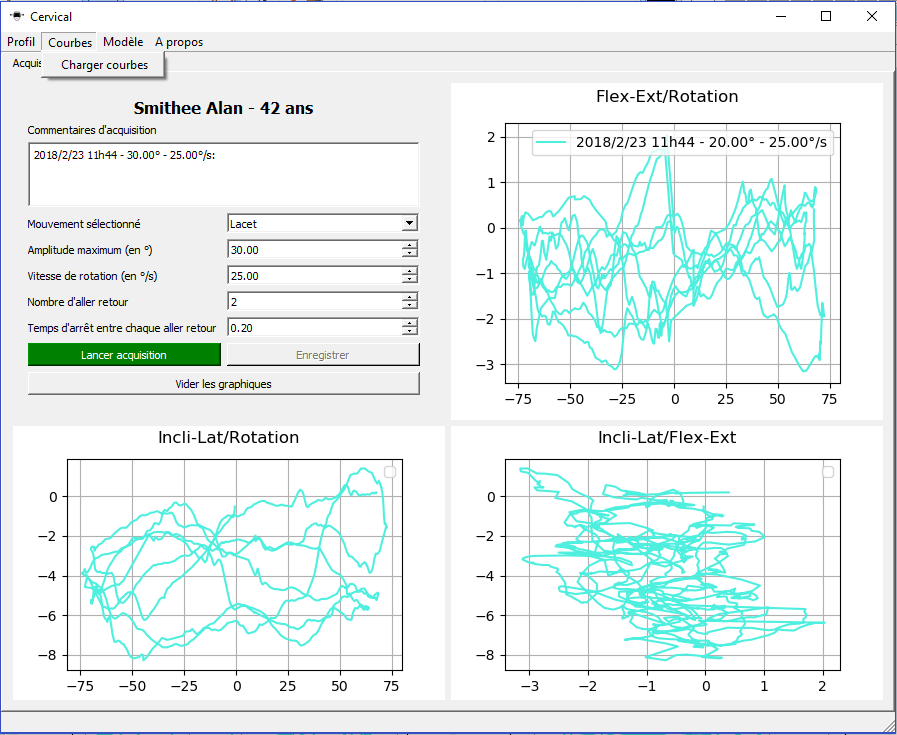 Cervical
Profil Courbes Modèle A propos
Charger courbes
Acquis
Smithee Alan - 42 ans
Commentaires d'acquisition
2018/2/23 11h44 - 30.00° - 25.00°/s:
Mouvement sélectionné Lacet
Amplitude maximum (en °) 30.00
Vitesse de rotation (en °/s) 25.00
Nombre d'aller retour 2
Temps d'arrêt entre chaque aller retour 0.20
Lancer acquisition Enregistrer
Vider les graphiques
Flex-Ext/Rotation
2018/2/23 11h44 - 20.00° - 25.00°/s
2
1
0
−1
−2
−3
−75 −50 −25 0 25 50 75
Incli-Lat/Rotation
0
−2
−4
−6
−8
−75 −50 −25 0 25 50 75
Incli-Lat/Flex-Ext
0
−2
−4
−6
−8
−3 −2 −1 0 1 2